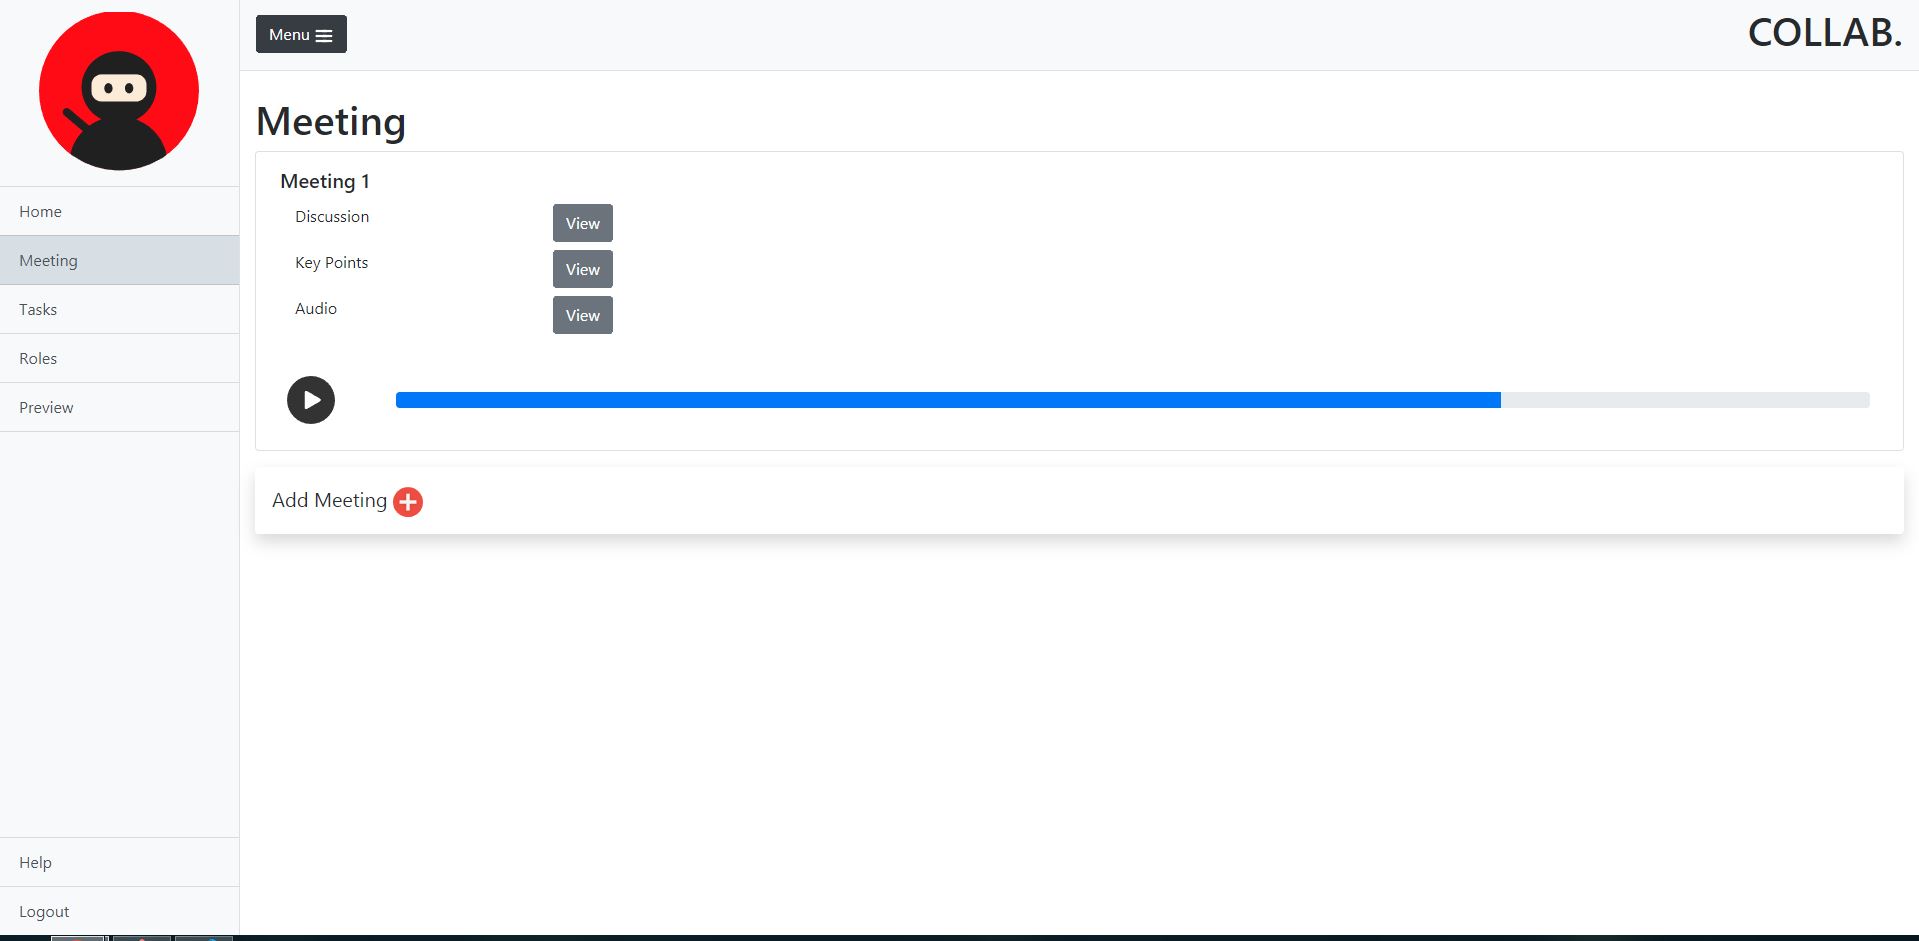 Menu
COLLAB.
Home
Meeting
Tasks
Roles
Preview
Help
Logout
Meeting
Meeting 1
Discussion View
Key Points View
Audio View
Add Meeting